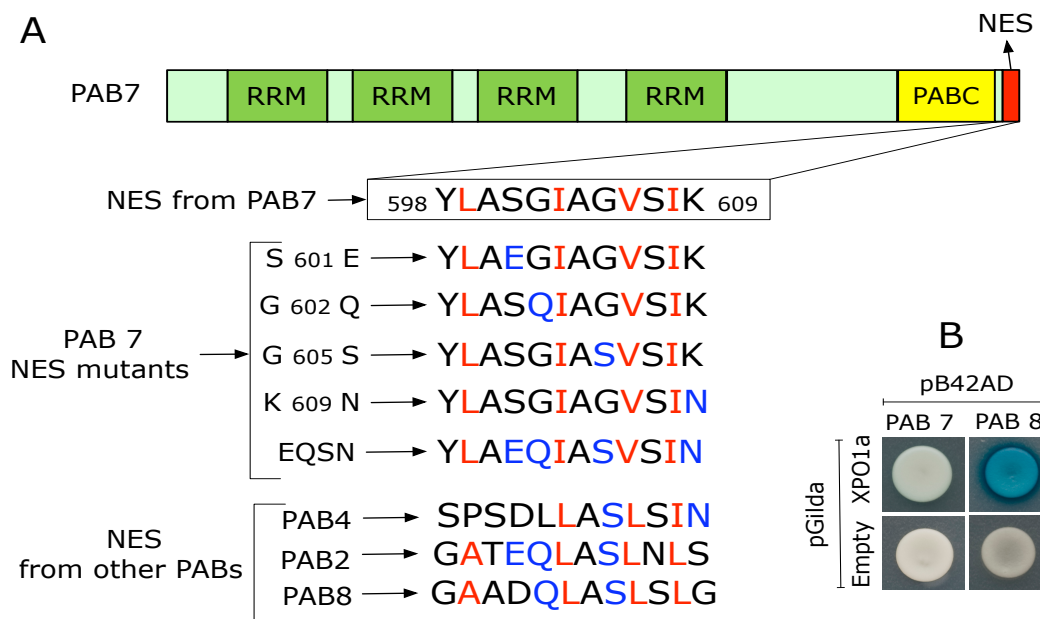 A
NES
PAB7
RRM RRM RRM RRM PABC
NES from PAB7
598 YLASGIAGVSIK 609
S 601 E YLAEGIAGVSIK
G 602 Q YLASQIAGVSIK
G 605 S YLASGIASVSIK
K 609 N YLASGIAGVSIN
EQSN YLAEQIASVSIN
PAB 7
NES mutants
PAB4 SPSDLLASLSIN
PAB2 GATEQLASLNLS
PAB8 GAADQLASLSLG
NES
from other PABs
B
pB42AD
PAB 7 PAB 8
pGilda
XPO1a
Empty